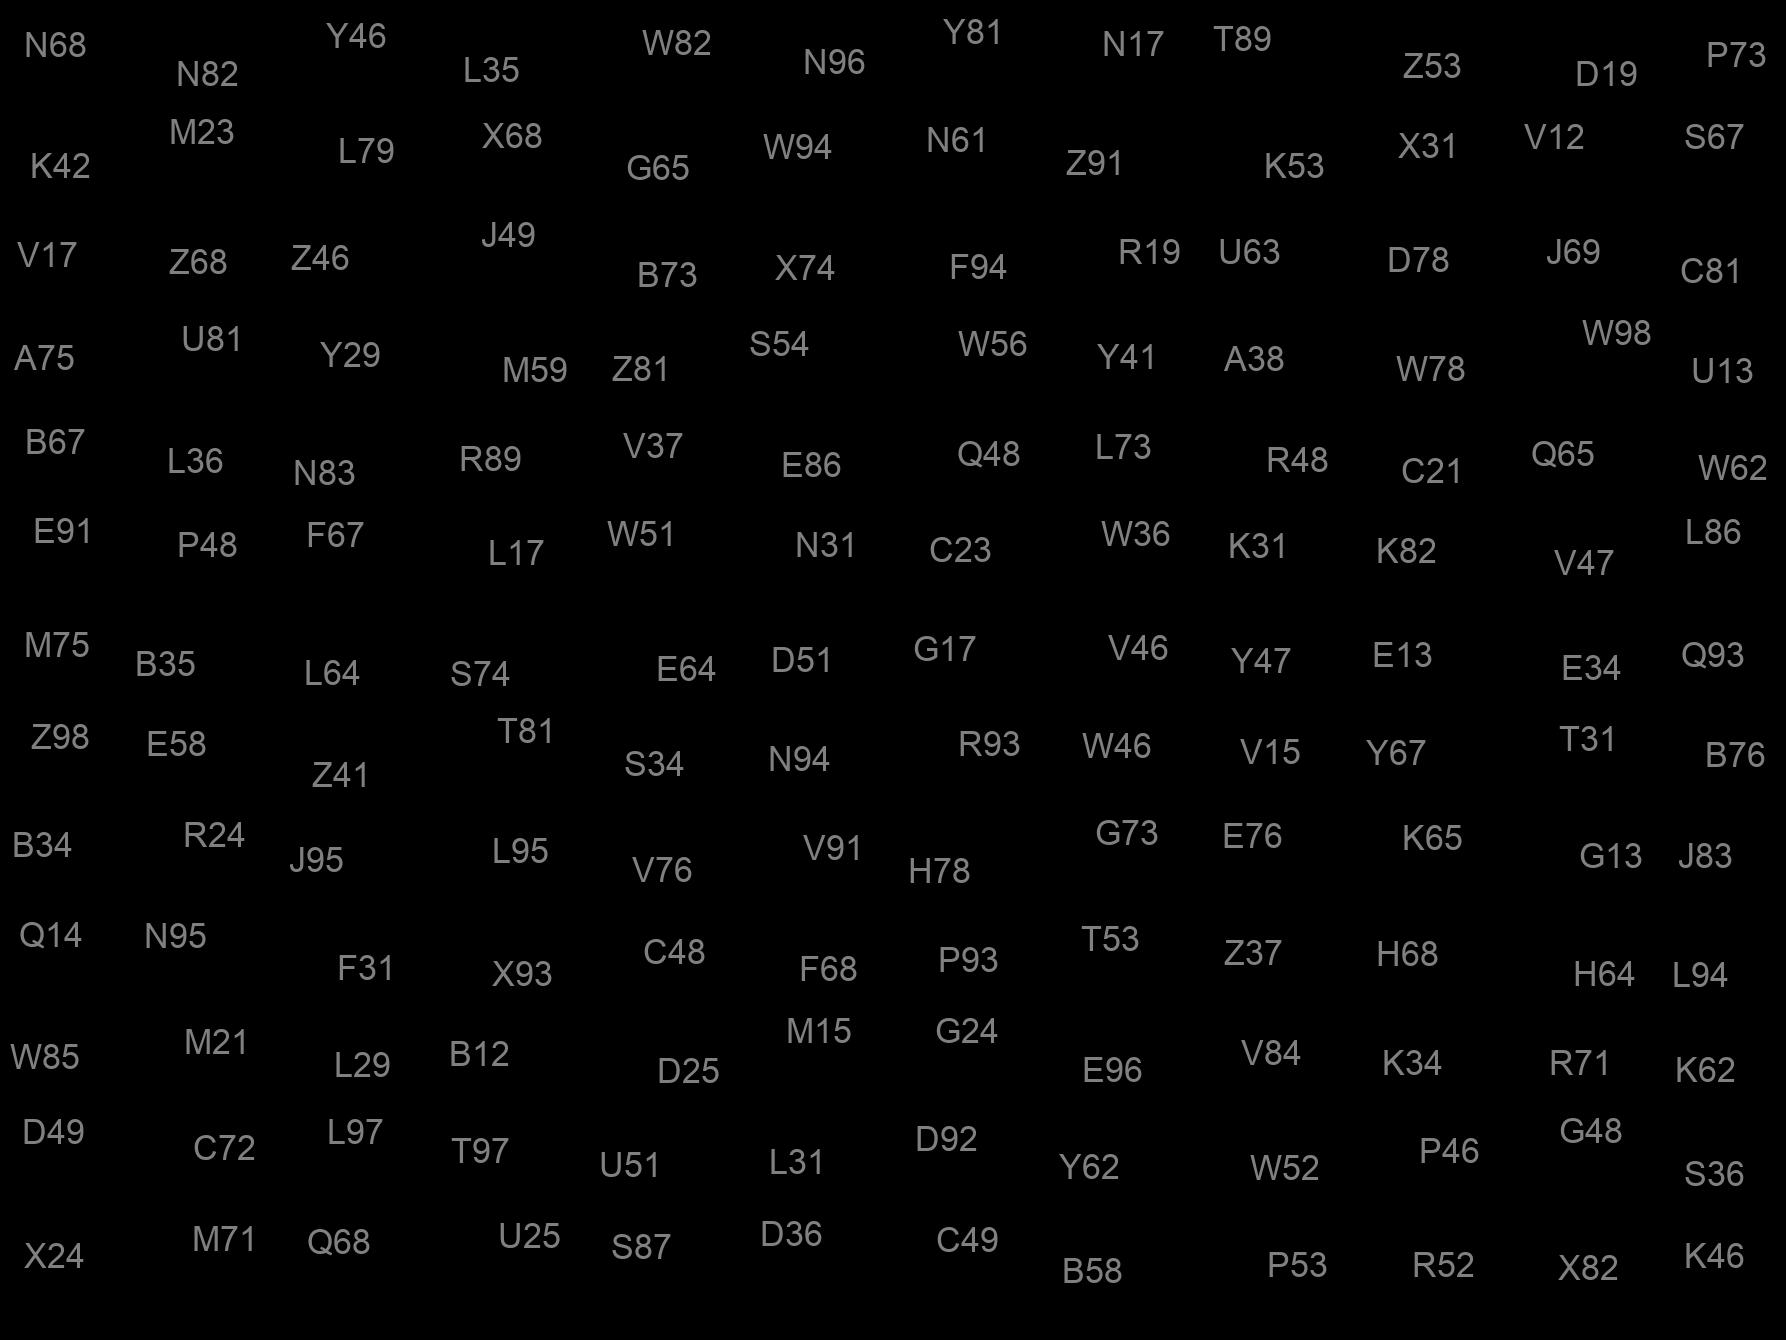 N68 N82 Y46 L35 W82 N96 Y81 N17 T89 Z53 D19 P73
K42 M23 L79 X68 G65 W94 N61 Z91 K53 X31 V12 S67
V17 Z68 Z46 J49 B73 X74 F94 R19 U63 D78 J69 C81
A75 U81 Y29 M59 Z81 S54 W56 Y41 A38 W78 W98 U13
B67 L36 N83 R89 V37 E86 Q48 L73 R48 C21 Q65 W62
E91 P48 F67 L17 W51 N31 C23 W36 K31 K82 V47 L86
M75 B35 L64 S74 E64 D51 G17 V46 Y47 E13 E34 Q93
Z98 E58 Z41 T81 S34 N94 R93 W46 V15 Y67 T31 B76
B34 R24 J95 L95 V76 V91 H78 G73 E76 K65 G13 J83
Q14 N95 F31 X93 C48 F68 P93 T53 Z37 H68 H64 L94
W85 M21 L29 B12 D25 M15 G24 E96 V84 K34 R71 K62
D49 C72 L97 T97 U51 L31 D92 Y62 W52 P46 G48 S36
X24 M71 Q68 U25 S87 D36 C49 B58 P53 R52 X82 K46